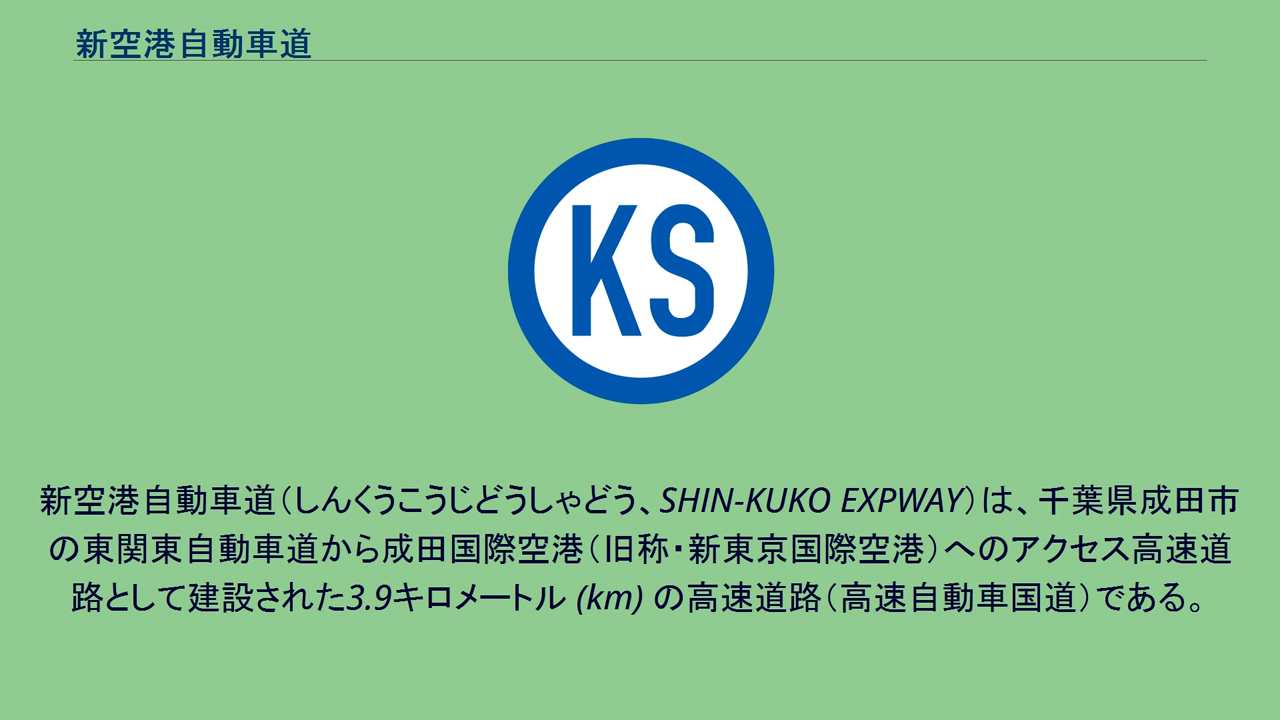 新空港自動車道
KS
新空港自動車道（しんくうこうじどうしゃどう、SHIN-KUKO EXPWAY）は、千葉県成田市
の東関東自動車道から成田国際空港（旧称・新東京国際空港）へのアクセス高速道
路として建設された3.9キロメートル (km) の高速道路（高速自動車国道）である。